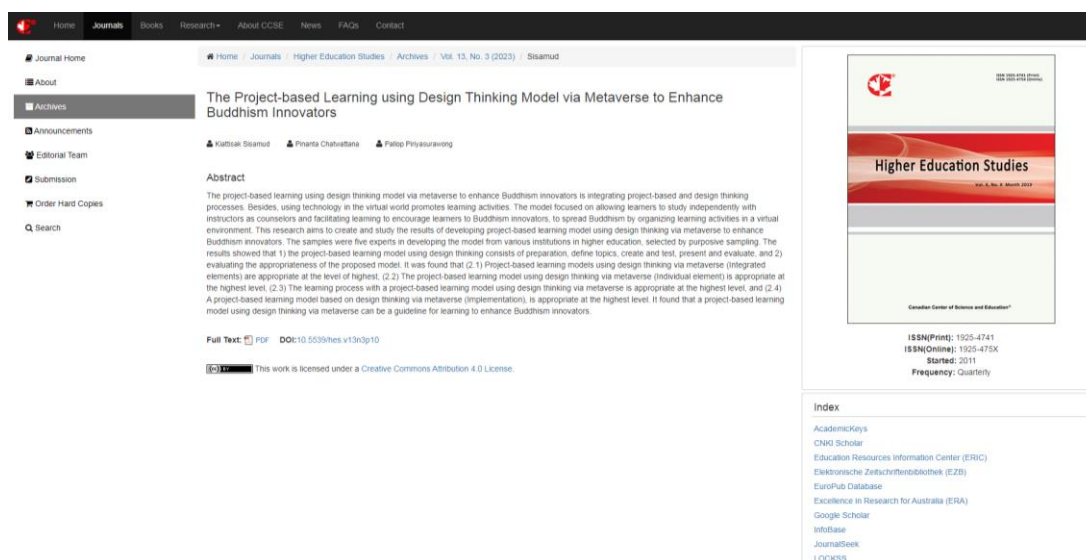 Home Journals Books Research About CCSE News FAQs Contact
Journal Home
About
Archives
Announcements
Editorial Team
Submission
Order Hard Copies
Search
Home / Journals / Higher Education Studies / Archives / Vol. 13, No. 3 (2023) / Sisamud
The Project-based Learning using Design Thinking Model via Metaverse to Enhance
Buddhism Innovators
Kiattisak Sisamud Pinanta Chatwattana Pallop Piriyasurawong
Abstract
The project-based learning using design thinking model via metaverse to enhance Buddhism innovators is integrating project-based and design thinking
processes. Besides, using technology in the virtual world promotes learning activities. The model focused on allowing learners to study independently with
instructors as counselors and facilitating learning to encourage learners to Buddhism innovators, to spread Buddhism by organizing learning activities in a virtual
environment. This research aims to create and study the results of developing project-based learning model using design thinking via metaverse to enhance
Buddhism innovators. The samples were five experts in developing the model from various institutions in higher education, selected by purposive sampling. The
results showed that 1) the project-based learning model using design thinking consists of preparation, define topics, create and test, present and evaluate, and 2)
evaluating the appropriateness of the proposed model. It was found that (2.1) Project-based learning models using design thinking via metaverse (Integrated
elements) are appropriate at the level of highest, (2.2) The project-based learning model using design thinking via metaverse (Individual element) is appropriate at
the highest level, (2.3) The learning process with a project-based learning model using design thinking via metaverse is appropriate at the highest level, and (2.4)
A project-based learning model based on design thinking via metaverse (Implementation), is appropriate at the highest level. It found that a project-based learning
model using design thinking via metaverse can be a guideline for learning to enhance Buddhism innovators.
Full Text: PDF DOI:10.5539/hes.v13n3p10
This work is licensed under a Creative Commons Attribution 4.0 License.
ISSN 1925-4741 (Print)
ISSN 1925-475X (Online)
Higher Education Studies
Canadian Center of Science and Education
ISSN(Print): 1925-4741
ISSN(Online): 1925-475X
Started: 2011
Frequency: Quarterly
Index
AcademicKeys
CNKI Scholar
Education Resources Information Center (ERIC)
Elektronische Zeitschriftenbibliothek (EZB)
EuroPub Database
Excellence in Research for Australia (ERA)
Google Scholar
InfoBase
JournalSeek
LOCKSS